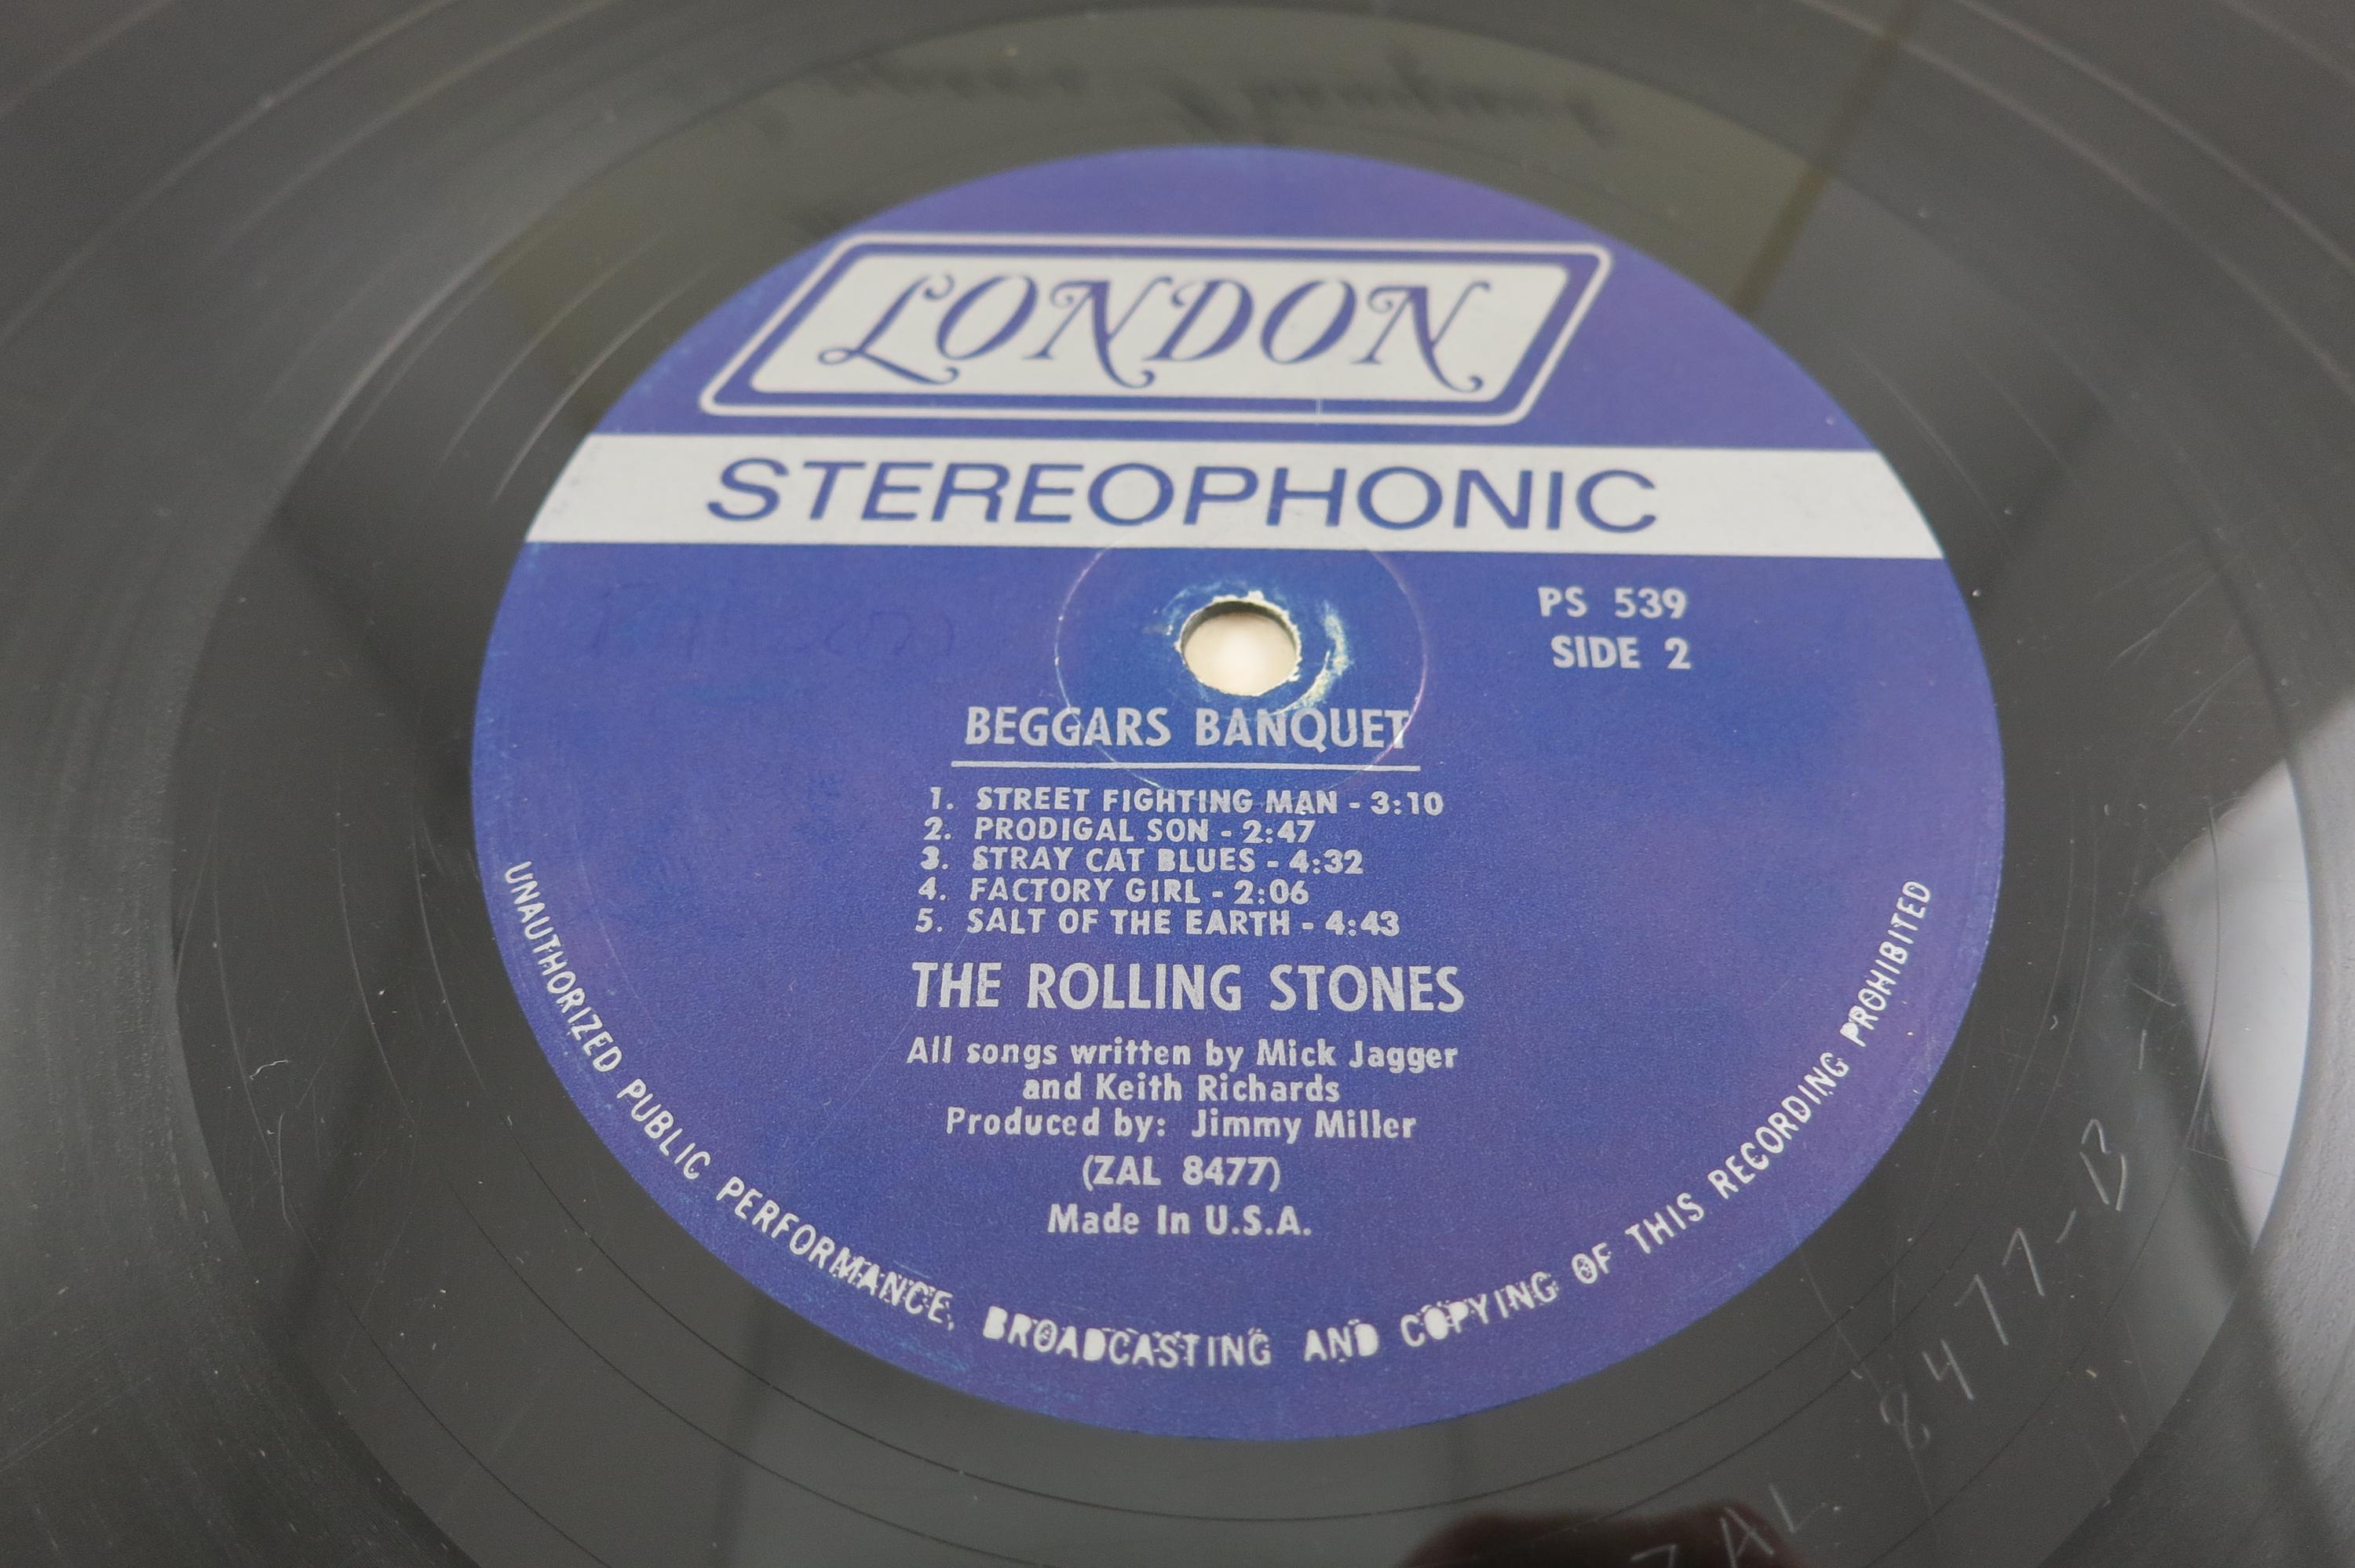 LONDON
STEREOPHONIC
PS 539
SIDE 2
BEGGARS BANQUET
1. STREET FIGHTING MAN - 3:10
2. PRODIGAL SON - 2:47
3. STRAY CAT BLUES - 4:32
4. FACTORY GIRL - 2:06
5. SALT OF THE EARTH - 4:43
THE ROLLING STONES
All songs written by Mick Jagger
and Keith Richards
Produced by: Jimmy Miller
(ZAL 8477)
Made In U.S.A.
UNAUTHORIZED PUBLIC PERFORMANCE, BROADCASTING AND COPYING OF THIS RECORDING PROHIBITED
ZAL 8477-B